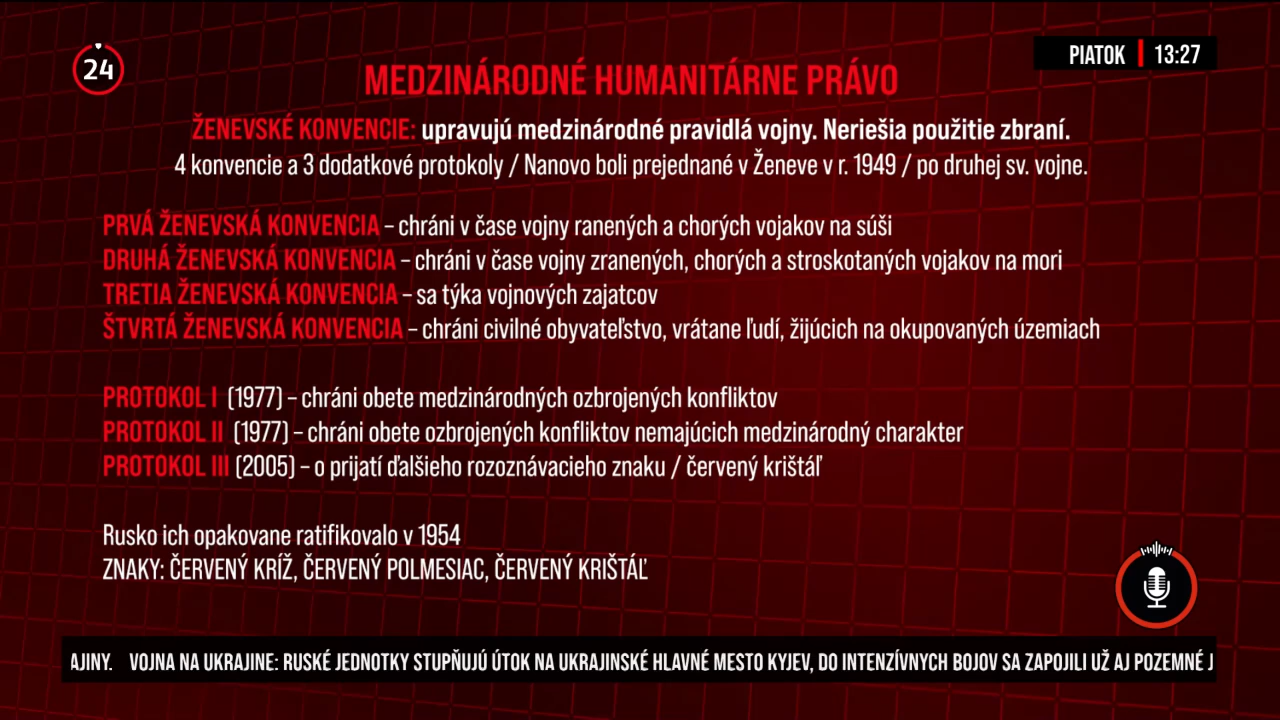 24
PIATOK | 13:27
MEDZINÁRODNÉ HUMANITÁRNE PRÁVO
ŽENEVSKÉ KONVENCIE: upravujú medzinárodné pravidlá vojny. Neriešia použitie zbraní.
4 konvencie a 3 dodatkové protokoly / Nanovo boli prejednané v Ženeve v r. 1949 / po druhej sv. vojne.
PRVÁ ŽENEVSKÁ KONVENCIA – chráni v čase vojny ranených a chorých vojakov na súši
DRUHÁ ŽENEVSKÁ KONVENCIA – chráni v čase vojny zranených, chorých a stroskotaných vojakov na mori
TRETIA ŽENEVSKÁ KONVENCIA – sa týka vojnových zajatcov
ŠTVRTÁ ŽENEVSKÁ KONVENCIA – chráni civilné obyvateľstvo, vrátane ľudí, žijúcich na okupovaných územiach
PROTOKOL I (1977) – chráni obete medzinárodných ozbrojených konfliktov
PROTOKOL II (1977) – chráni obete ozbrojených konfliktov nemajúcich medzinárodný charakter
PROTOKOL III (2005) – o prijatí ďalšieho rozoznávacieho znaku / červený krištáľ
Rusko ich opakovane ratifikovalo v 1954
ZNAKY: ČERVENÝ KRÍŽ, ČERVENÝ POLMESIAC, ČERVENÝ KRIŠTÁĽ
AJINY. VOJNA NA UKRAJINE: RUSKÉ JEDNOTKY STUPŇUJÚ ÚTOK NA UKRAJINSKÉ HLAVNÉ MESTO KYJEV, DO INTENZÍVNYCH BOJOV SA ZAPOJILI UŽ AJ POZEMNÉ J